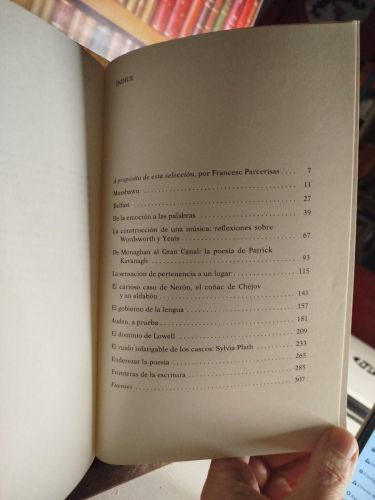 ÍNDICE
A propósito de esta selección, por Francesc Parcerisas .... 7
Mossbawn .... 11
Belfast .... 27
De la emoción a las palabras .... 39
La construcción de una música: reflexiones sobre
Wordsworth y Yeats .... 67
De Monaghan al Gran Canal: la poesía de Patrick
Kavanagh .... 93
La sensación de pertenencia a un lugar .... 115
El curioso caso de Nerón, el coñac de Chéjov
y un aldabón .... 141
El gobierno de la lengua .... 157
Auden, a prueba .... 181
El dominio de Lowell .... 209
El ruido infatigable de los cascos: Sylvia Plath .... 233
Enderezar la poesía .... 265
Fronteras de la escritura .... 285
Fuentes .... 307